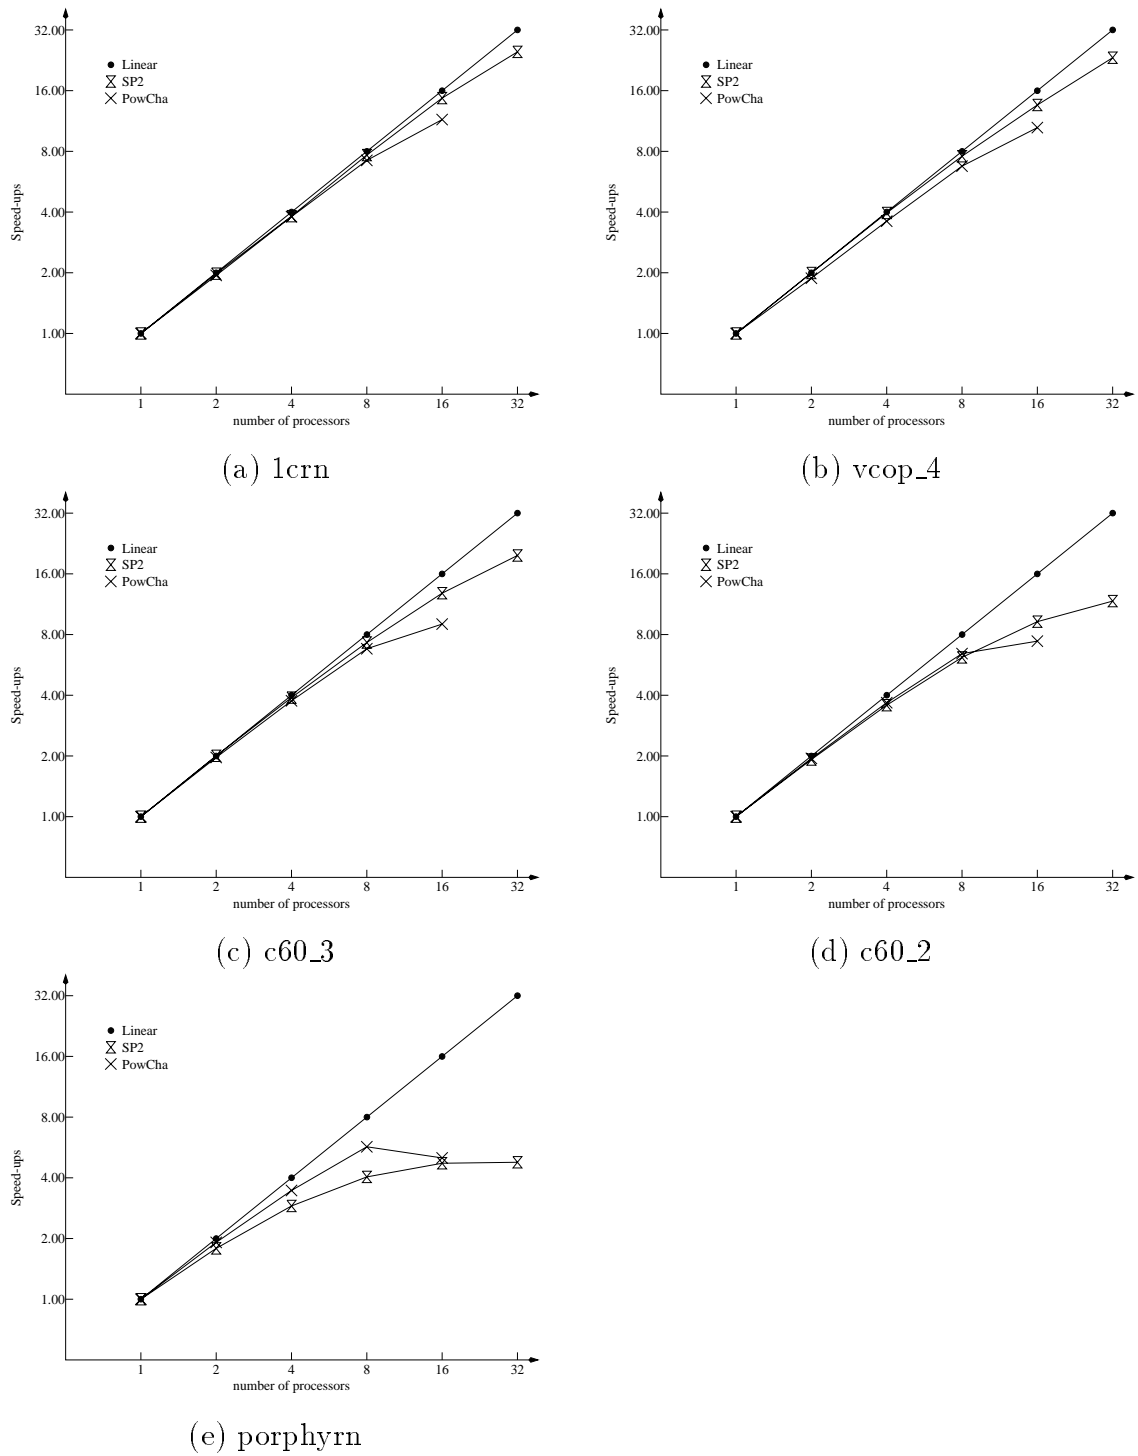 32.00
16.00
8.00
4.00
2.00
1.00
Speed-ups
Linear
SP2
PowCha
1 2 4 8 16 32
number of processors
(a) 1crn
32.00
16.00
8.00
4.00
2.00
1.00
Speed-ups
Linear
SP2
PowCha
1 2 4 8 16 32
number of processors
(b) vcop_4
32.00
16.00
8.00
4.00
2.00
1.00
Speed-ups
Linear
SP2
PowCha
1 2 4 8 16 32
number of processors
(c) c60_3
32.00
16.00
8.00
4.00
2.00
1.00
Speed-ups
Linear
SP2
PowCha
1 2 4 8 16 32
number of processors
(d) c60_2
32.00
16.00
8.00
4.00
2.00
1.00
Speed-ups
Linear
SP2
PowCha
1 2 4 8 16 32
number of processors
(e) porphyrn